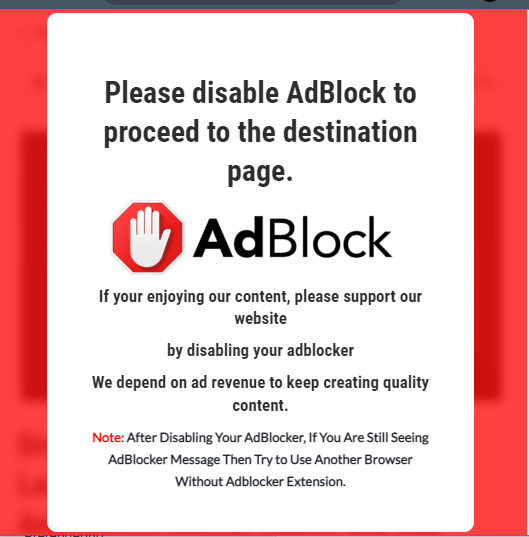 Please disable AdBlock to
proceed to the destination
page.
AdBlock
If your enjoying our content, please support our
website
by disabling your adblocker
We depend on ad revenue to keep creating quality
content.
Note: After Disabling Your AdBlocker, If You Are Still Seeing
AdBlocker Message Then Try to Use Another Browser
Without Adblocker Extension.